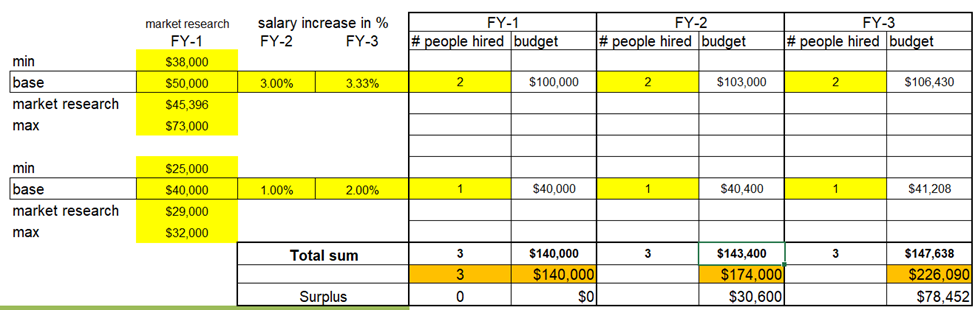 market research salary increase in % FY-1 FY-2 FY-3
FY-1 FY-2 FY-3 # people hired budget # people hired budget # people hired budget
min $38,000
base $50,000 3.00% 3.33% 2 $100,000 2 $103,000 2 $106,430
market research $45,396
max $73,000
min $25,000
base $40,000 1.00% 2.00% 1 $40,000 1 $40,400 1 $41,208
market research $29,000
max $32,000
Total sum 3 $140,000 3 $143,400 3 $147,638
3 $140,000 $174,000 $226,090
Surplus 0 $0 $30,600 $78,452